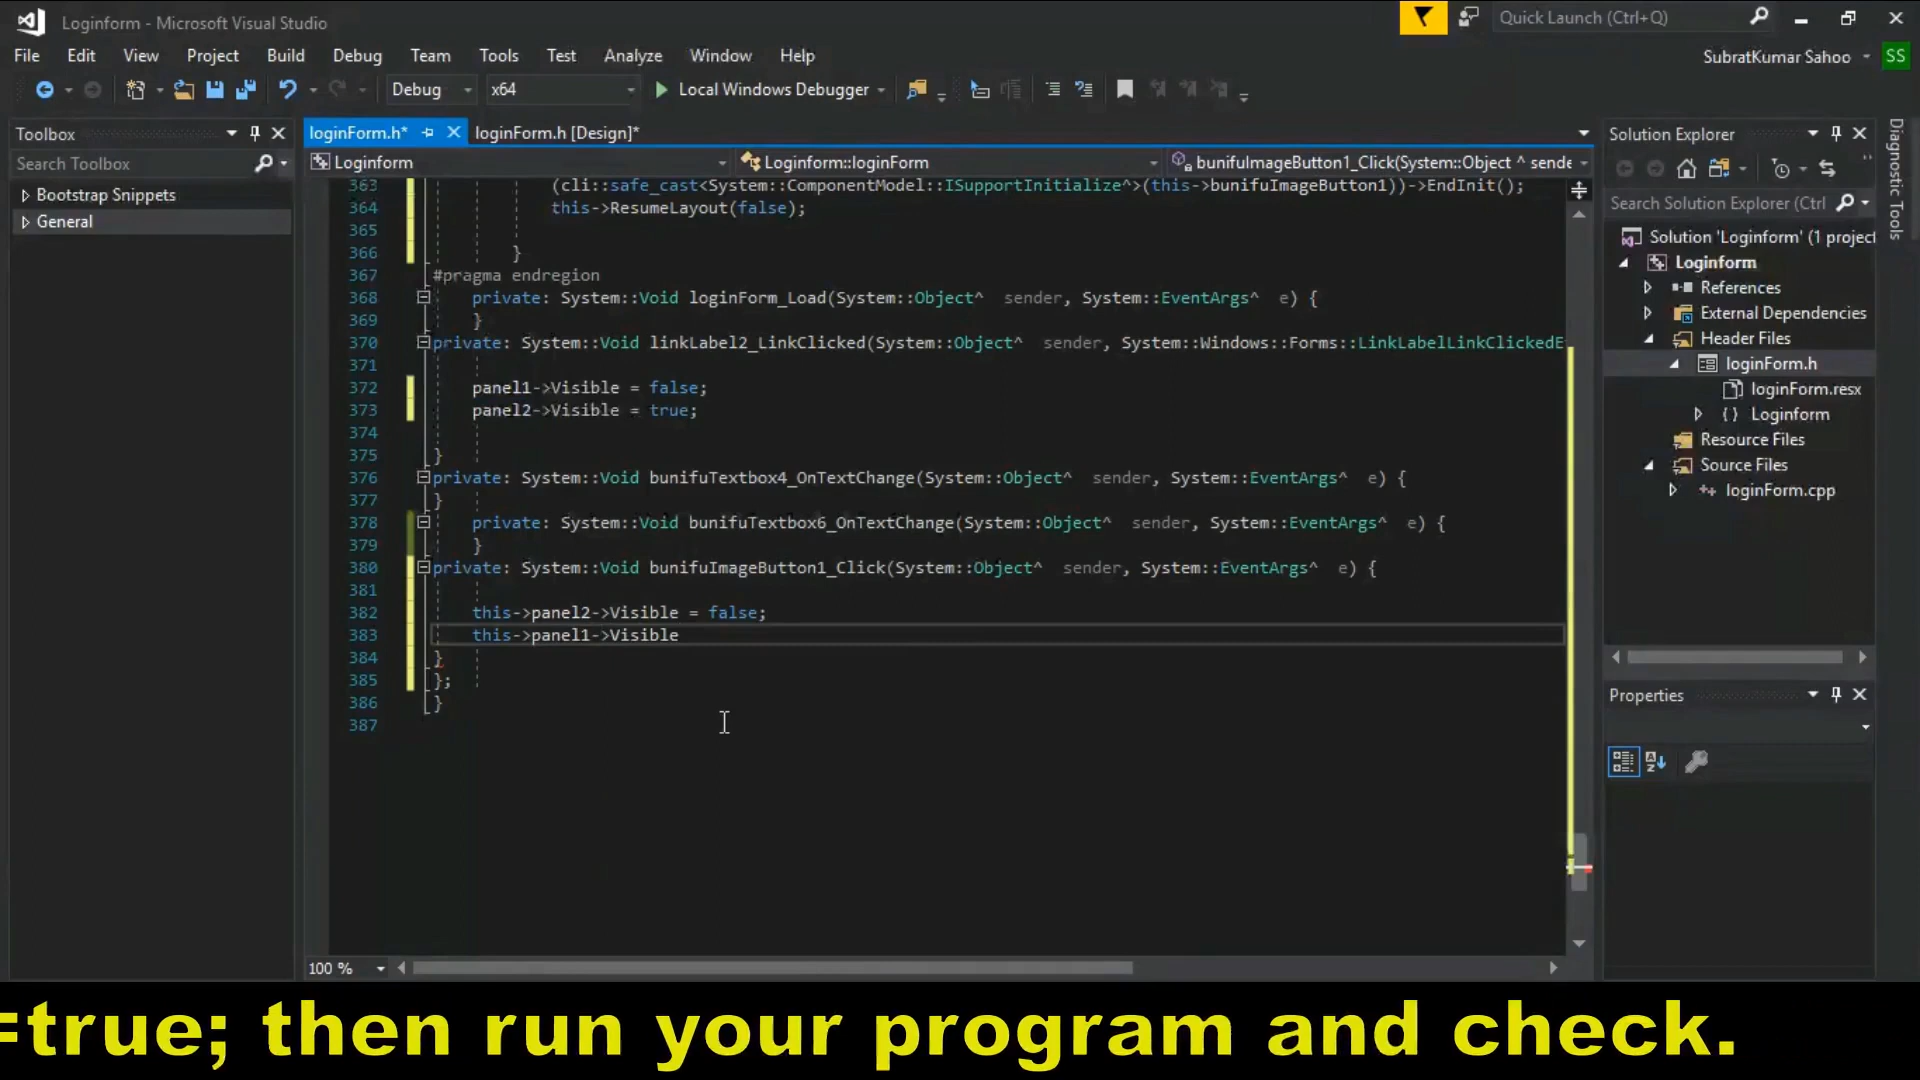 Loginform - Microsoft Visual Studio
Quick Launch (Ctrl+Q)
File Edit View Project Build Debug Team Tools Test Analyze Window Help
SubratKumar Sahoo
SS
Debug x64 Local Windows Debugger
Toolbox
Search Toolbox
Bootstrap Snippets
General
loginForm.h*
loginForm.h [Design]*
Loginform
Loginform::loginForm
bunifuImageButton1_Click(System::Object ^ sende
363 (cli::safe_cast<System::ComponentModel::ISupportInitialize^>(this->bunifuImageButton1))->EndInit();
364 this->ResumeLayout(false);
365
366 }
367 #pragma endregion
368 private: System::Void loginForm_Load(System::Object^ sender, System::EventArgs^ e) {
369 }
370 private: System::Void linkLabel2_LinkClicked(System::Object^ sender, System::Windows::Forms::LinkLabelLinkClickedE
371
372 panel1->Visible = false;
373 panel2->Visible = true;
374
375 }
376 private: System::Void bunifuTextbox4_OnTextChange(System::Object^ sender, System::EventArgs^ e) {
377 }
378 private: System::Void bunifuTextbox6_OnTextChange(System::Object^ sender, System::EventArgs^ e) {
379 }
380 private: System::Void bunifuImageButton1_Click(System::Object^ sender, System::EventArgs^ e) {
381
382 this->panel2->Visible = false;
383 this->panel1->Visible
384 }
385 };
386 }
387
100 %
Solution Explorer
Search Solution Explorer (Ctrl
Solution 'Loginform' (1 project
Loginform
References
External Dependencies
Header Files
loginForm.h
loginForm.resx
{ } Loginform
Resource Files
Source Files
++ loginForm.cpp
Properties
Diagnostic Tools
=true; then run your program and check.